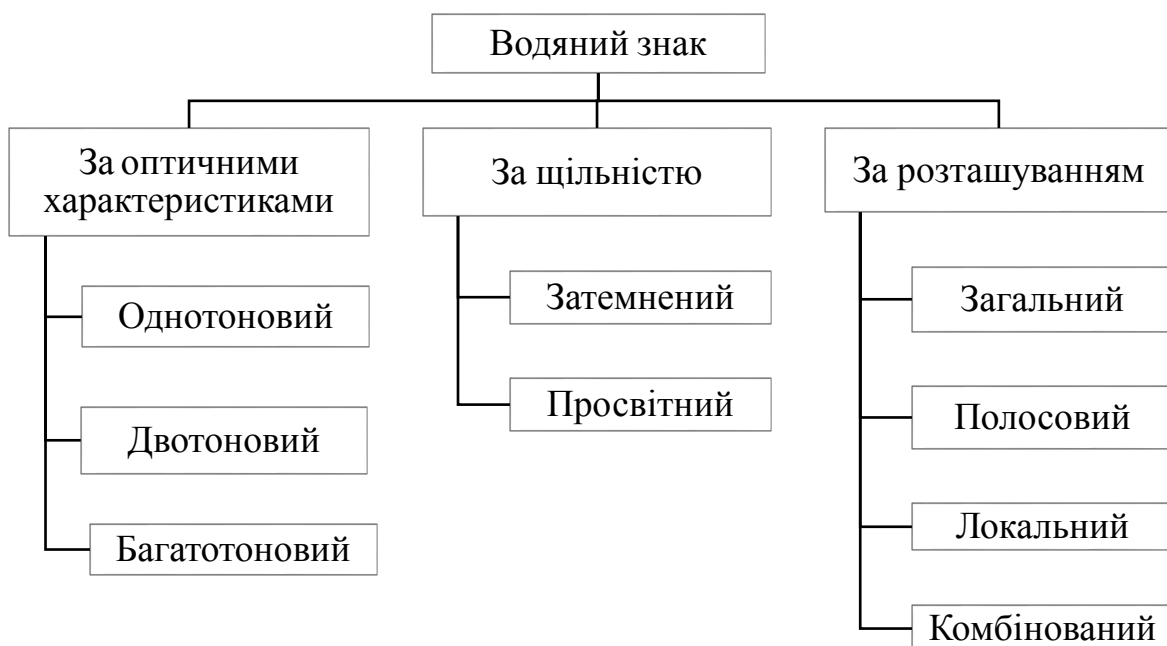 Водяний знак
За оптичними
характеристиками
Однотоновий
Двотоновий
Багатотоновий
За щільністю
Затемнений
Просвітний
За розташуванням
Загальний
Полосовий
Локальний
Комбінований